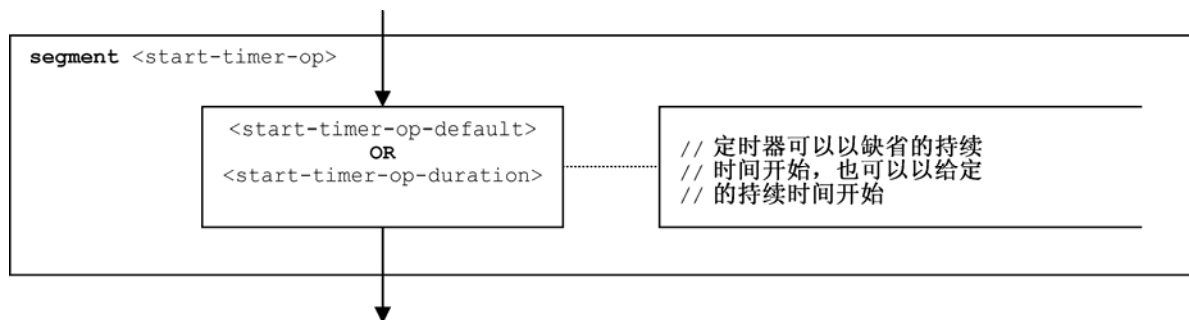 segment <start-timer-op>
<start-timer-op-default>
OR
<start-timer-op-duration>
// 定时器可以以缺省的持续
// 时间开始，也可以以给定
// 的持续时间开始